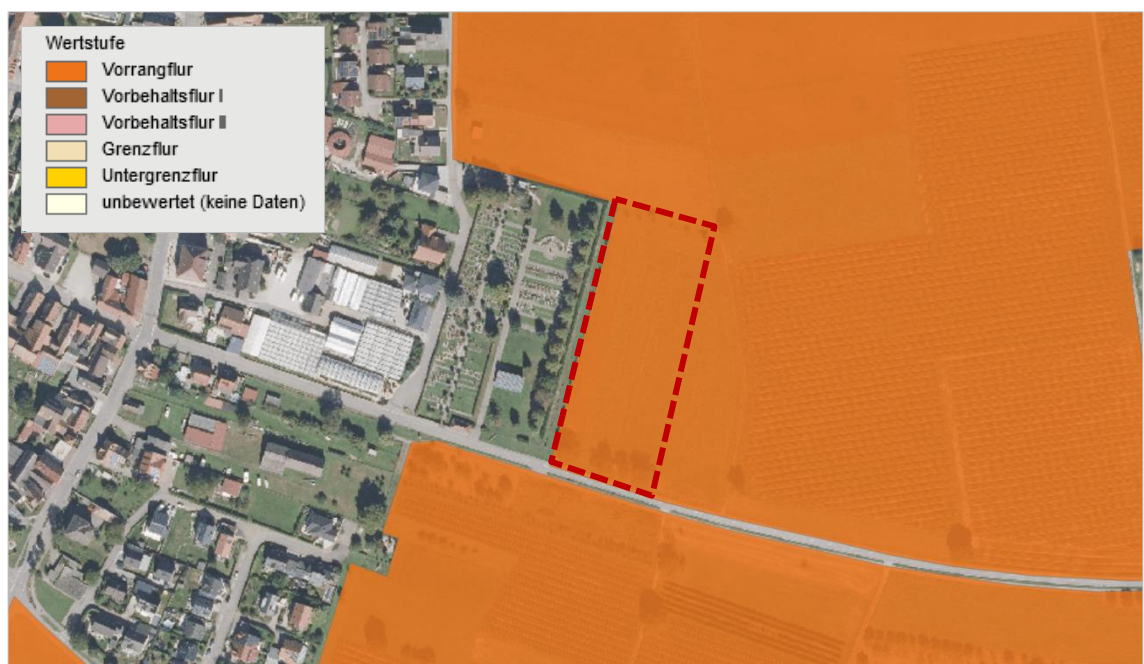 Wertstufe
Vorrangflur
Vorbehaltsflur I
Vorbehaltsflur II
Grenzflur
Untergrenzflur
unbewertet (keine Daten)